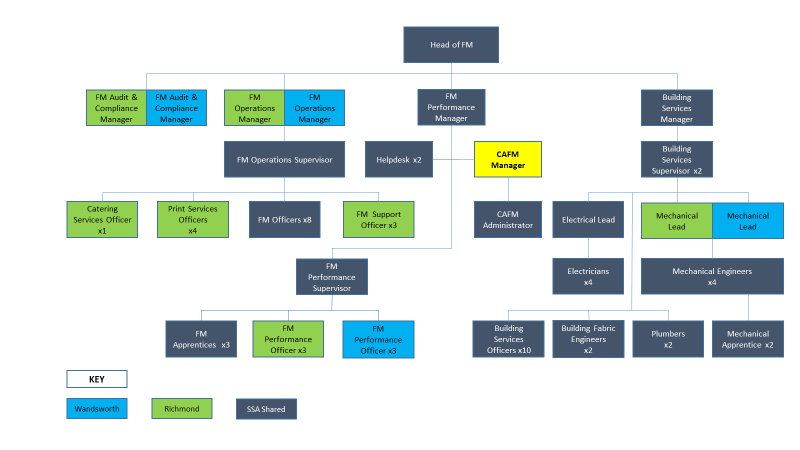 Head of FM
FM Audit &
Compliance
Manager
FM Audit &
Compliance
Manager
FM
Operations
Manager
FM
Operations
Manager
FM
Performance
Manager
Building
Services
Manager
FM Operations Supervisor
Helpdesk x2
CAFM
Manager
Building
Services
Supervisor x2
Catering
Services Officer
x1
Print Services
Officers
x4
FM Officers x8
FM Support
Officer x3
CAFM
Administrator
Electrical Lead
Mechanical
Lead
Mechanical
Lead
FM
Performance
Supervisor
Electricians
x4
Mechanical Engineers
x4
FM
Apprentices x3
FM
Performance
Officer x3
FM
Performance
Officer x3
Building
Services
Officers x10
Building Fabric
Engineers
x2
Plumbers
x2
Mechanical
Apprentice x2
KEY
Wandsworth
Richmond
SSA Shared